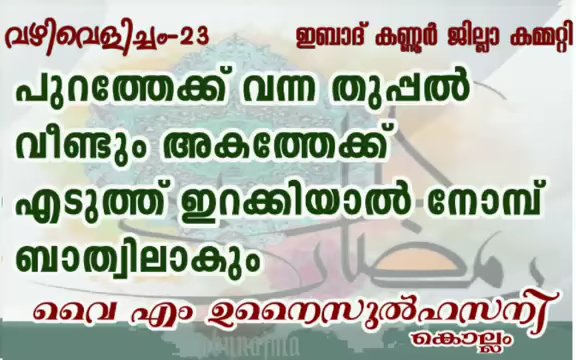 വഴിവെളിച്ചം-23 ഇബാദ് കണ്ണൂർ ജില്ലാ കമ്മറ്റി
പുറത്തേക്ക് വന്ന തുപ്പൽ
വീണ്ടും അകത്തേക്ക്
എടുത്ത് ഇറക്കിയാൽ നോമ്പ്
ബാത്വിലാകും
വൈ എം ഉനൈസുൽഹസനി
കൊല്ലം